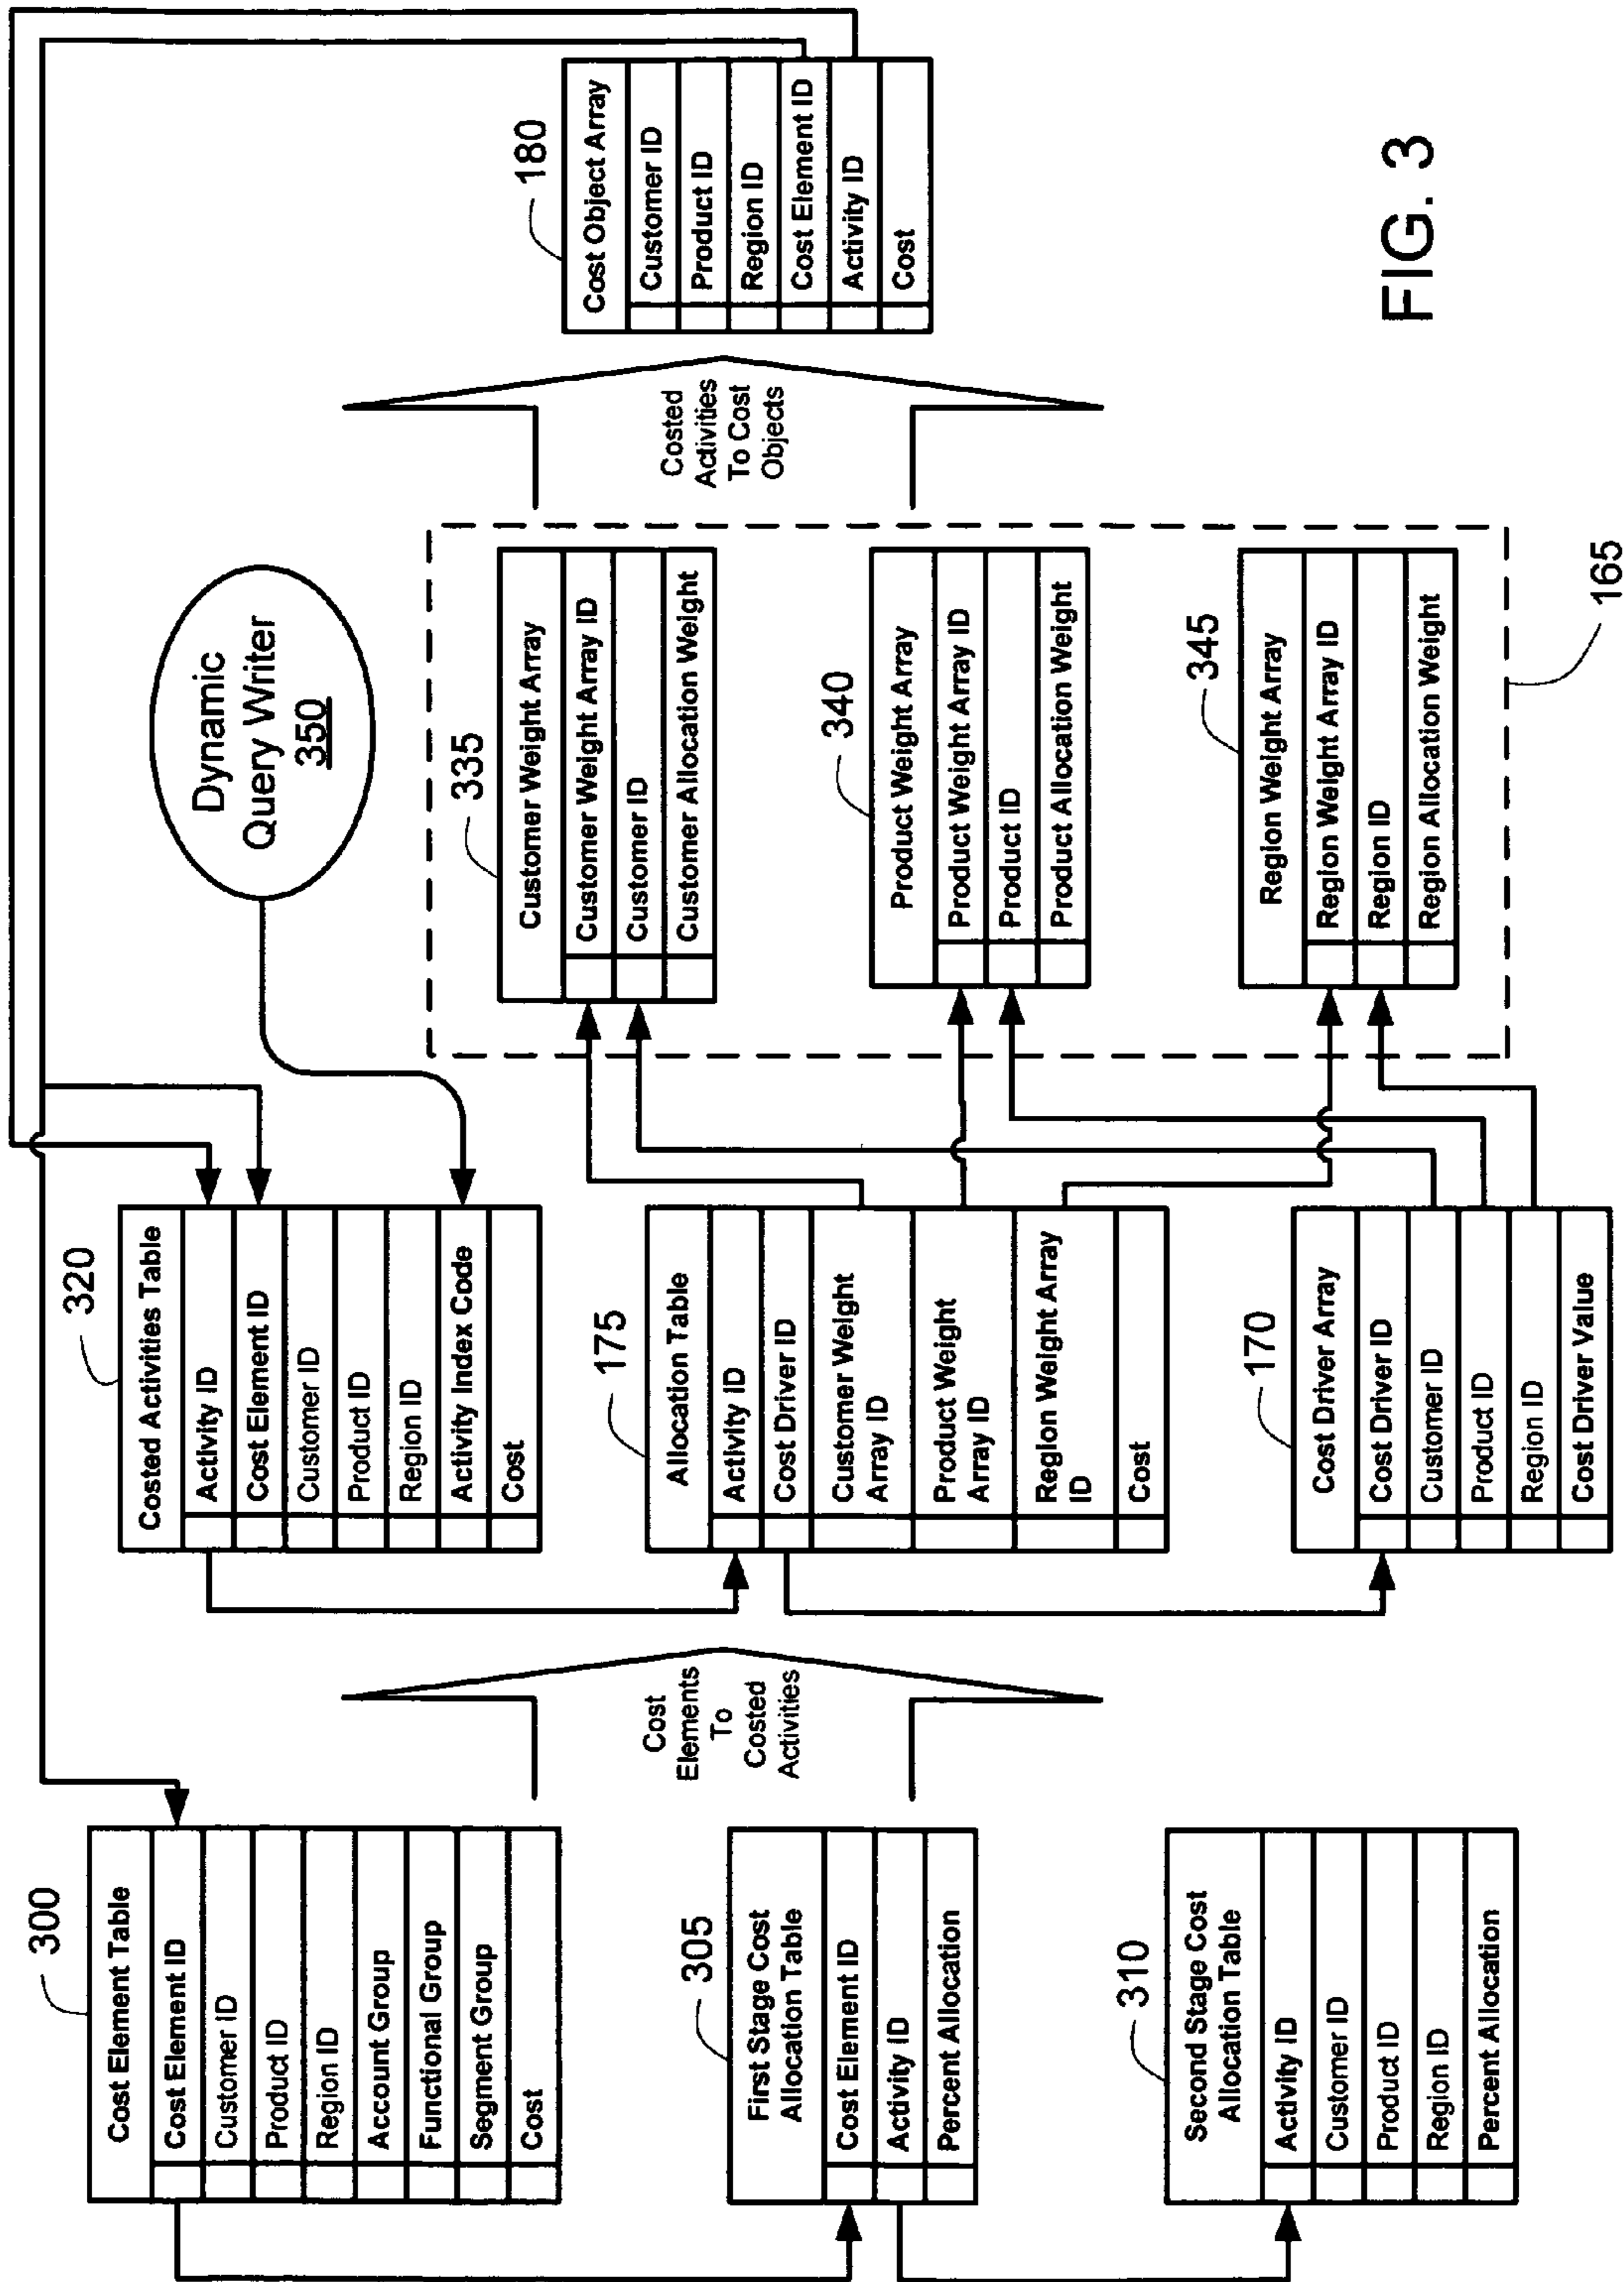 300
Cost Element Table
Cost Element ID
Customer ID
Product ID
Region ID
Account Group
Functional Group
Segment Group
Cost
305
First Stage Cost
Allocation Table
Cost Element ID
Activity ID
Percent Allocation
310
Second Stage Cost
Allocation Table
Activity ID
Customer ID
Product ID
Region ID
Percent Allocation
Cost
Elements
To
Costed
Activities
320
Costed Activities Table
Activity ID
Cost Element ID
Customer ID
Product ID
Region ID
Activity Index Code
Cost
175
Allocation Table
Activity ID
Cost Driver ID
Customer Weight
Array ID
Product Weight
Array ID
Region Weight Array
ID
Cost
170
Cost Driver Array
Cost Driver ID
Customer ID
Product ID
Region ID
Cost Driver Value
Dynamic
Query Writer
350
335
Customer Weight Array
Customer Weight Array ID
Customer ID
Customer Allocation Weight
340
Product Weight Array
Product Weight Array ID
Product ID
Product Allocation Weight
345
Region Weight Array
Region Weight Array ID
Region ID
Region Allocation Weight
165
Costed
Activities
To Cost
Objects
180
Cost Object Array
Customer ID
Product ID
Region ID
Cost Element ID
Activity ID
Cost
FIG. 3